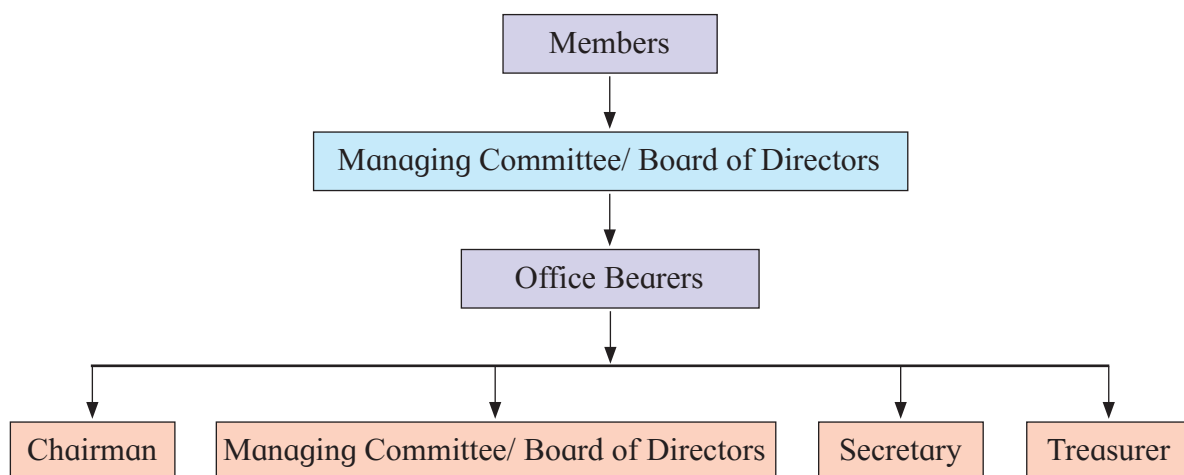 Members
Managing Committee/ Board of Directors
Office Bearers
Chairman
Managing Committee/ Board of Directors
Secretary
Treasurer